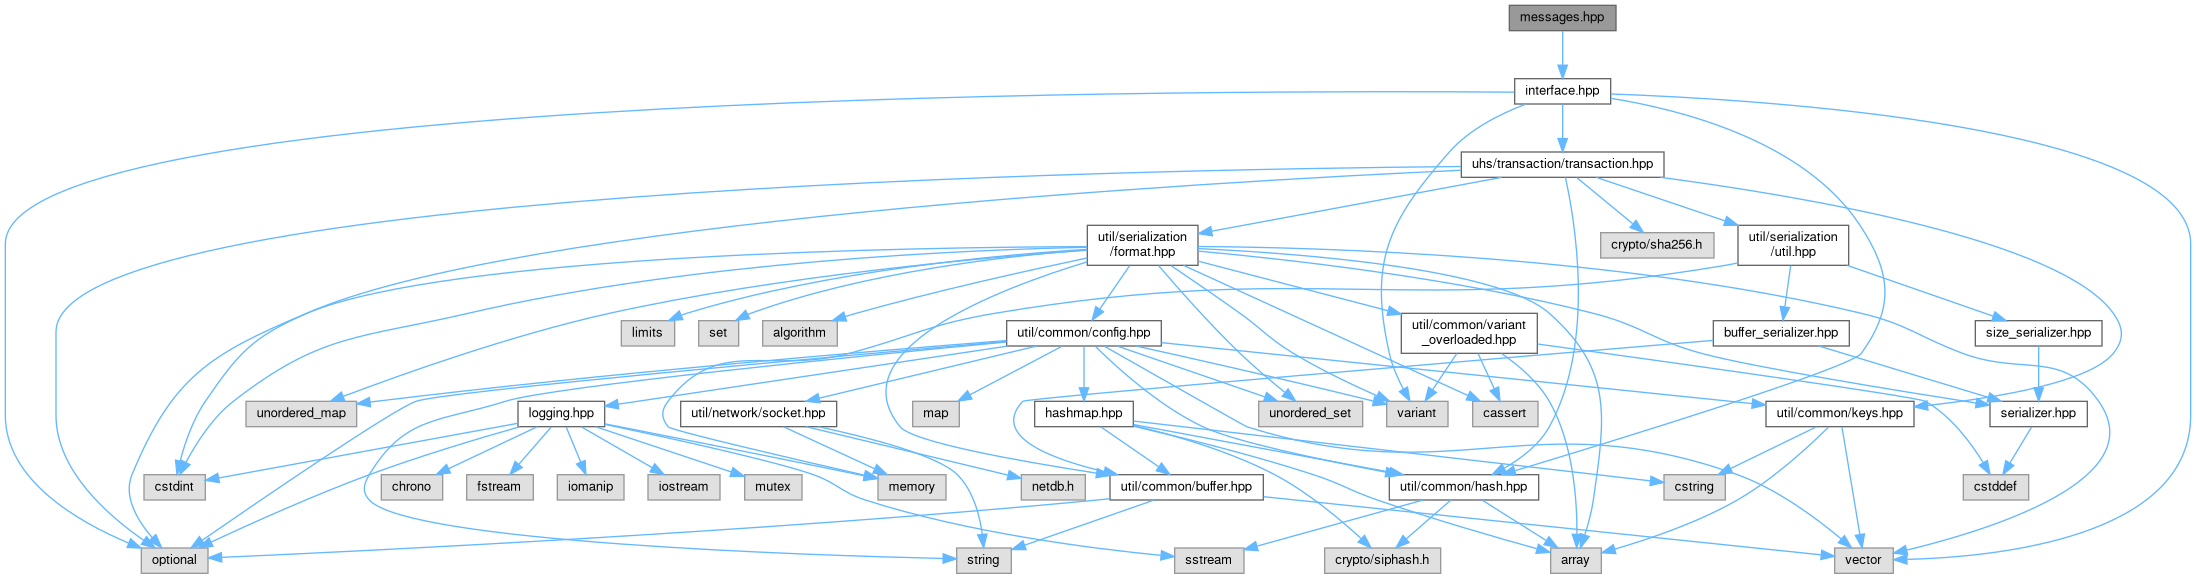 messages.hpp
interface.hpp
uhs/transaction/transaction.hpp
util/serialization
/format.hpp
crypto/sha256.h
util/serialization
/util.hpp
limits
set
algorithm
util/common/config.hpp
util/common/variant
_overloaded.hpp
buffer_serializer.hpp
size_serializer.hpp
unordered_map
logging.hpp
util/network/socket.hpp
map
hashmap.hpp
unordered_set
variant
cassert
util/common/keys.hpp
serializer.hpp
cstdint
chrono
fstream
iomanip
iostream
mutex
memory
netdb.h
util/common/buffer.hpp
util/common/hash.hpp
cstring
cstddef
optional
string
sstream
crypto/siphash.h
array
vector